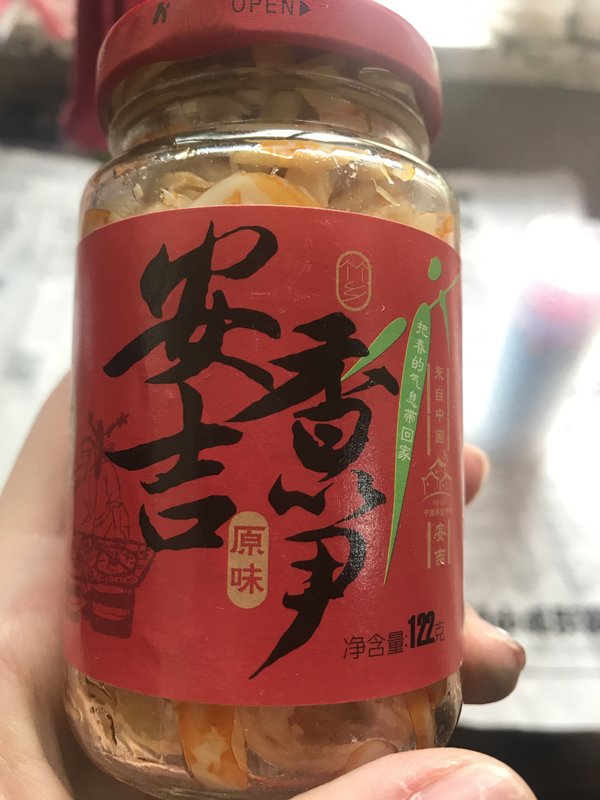 OPEN
安吉
香笋
原味
把春的气息带回家
来自中国
安吉
净含量:122克